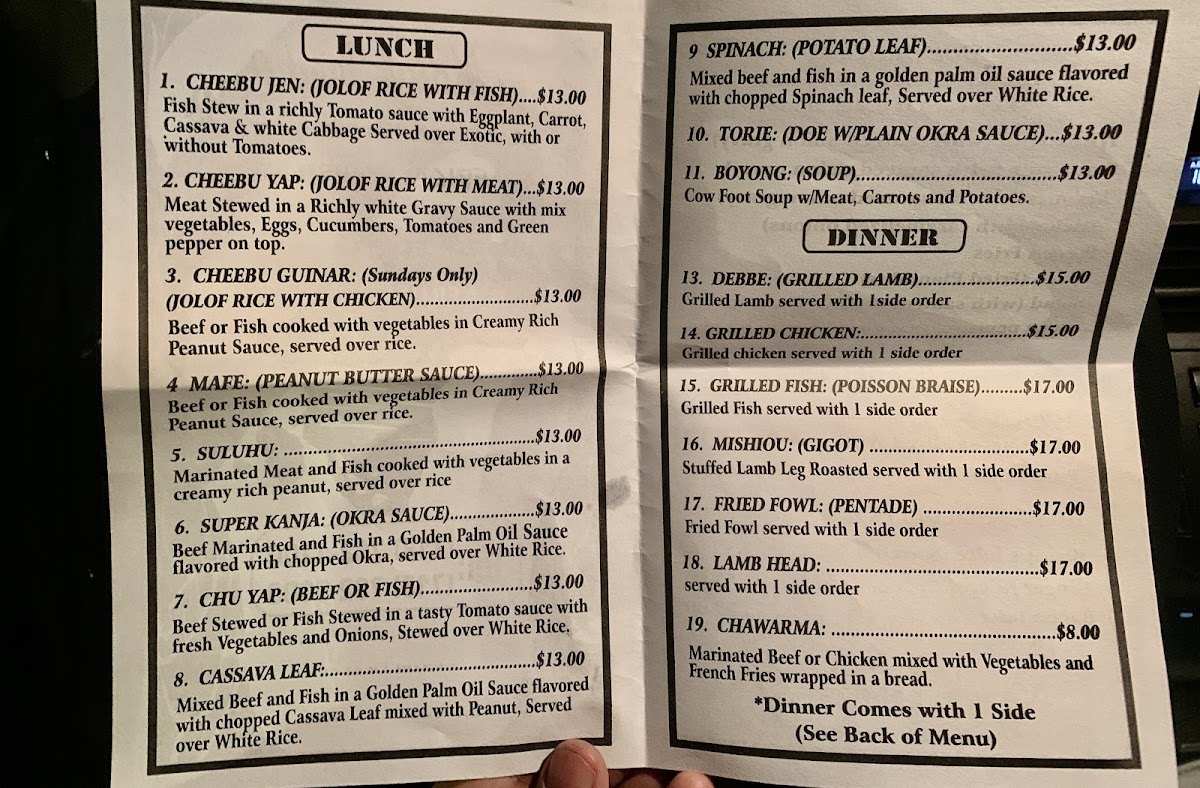 LUNCH
1. CHEEBU JEN: (JOLOF RICE WITH FISH)....$13.00
Fish Stew in a richly Tomato sauce with Eggplant, Carrot,
Cassava & white Cabbage Served over Exotic, with or
without Tomatoes.
2. CHEEBU YAP: (JOLOF RICE WITH MEAT)...$13.00
Meat Stewed in a Richly white Gravy Sauce with mix
vegetables, Eggs, Cucumbers, Tomatoes and Green
pepper on top.
3. CHEEBU GUINAR: (Sundays Only)
(JOLOF RICE WITH CHICKEN)..........................$13.00
Beef or Fish cooked with vegetables in Creamy Rich
Peanut Sauce, served over rice.
4 MAFE: (PEANUT BUTTER SAUCE).............$13.00
Beef or Fish cooked with vegetables in Creamy Rich
Peanut Sauce, served over rice.
5. SULUHU: ........................................................$13.00
Marinated Meat and Fish cooked with vegetables in a
creamy rich peanut, served over rice
6. SUPER KANJA: (OKRA SAUCE)...................$13.00
Beef Marinated and Fish in a Golden Palm Oil Sauce
flavored with chopped Okra, served over White Rice.
7. CHU YAP: (BEEF OR FISH).........................$13.00
Beef Stewed or Fish Stewed in a tasty Tomato sauce with
fresh Vegetables and Onions, Stewed over White Rice.
8. CASSAVA LEAF:...............................................$13.00
Mixed Beef and Fish in a Golden Palm Oil Sauce flavored
with chopped Cassava Leaf mixed with Peanut, Served
over White Rice.
9 SPINACH: (POTATO LEAF)...........................$13.00
Mixed beef and fish in a golden palm oil sauce flavored
with chopped Spinach leaf, Served over White Rice.
10. TORIE: (DOE W/PLAIN OKRA SAUCE)...$13.00
11. BOYONG: (SOUP).......................................$13.00
Cow Foot Soup w/Meat, Carrots and Potatoes.
DINNER
13. DEBBE: (GRILLED LAMB)........................$15.00
Grilled Lamb served with 1side order
14. GRILLED CHICKEN:...................................$15.00
Grilled chicken served with 1 side order
15. GRILLED FISH: (POISSON BRAISE).........$17.00
Grilled Fish served with 1 side order
16. MISHIOU: (GIGOT) ..................................$17.00
Stuffed Lamb Leg Roasted served with 1 side order
17. FRIED FOWL: (PENTADE) .......................$17.00
Fried Fowl served with 1 side order
18. LAMB HEAD: ............................................$17.00
served with 1 side order
19. CHAWARMA: ..............................................$8.00
Marinated Beef or Chicken mixed with Vegetables and
French Fries wrapped in a bread.
*Dinner Comes with 1 Side
(See Back of Menu)